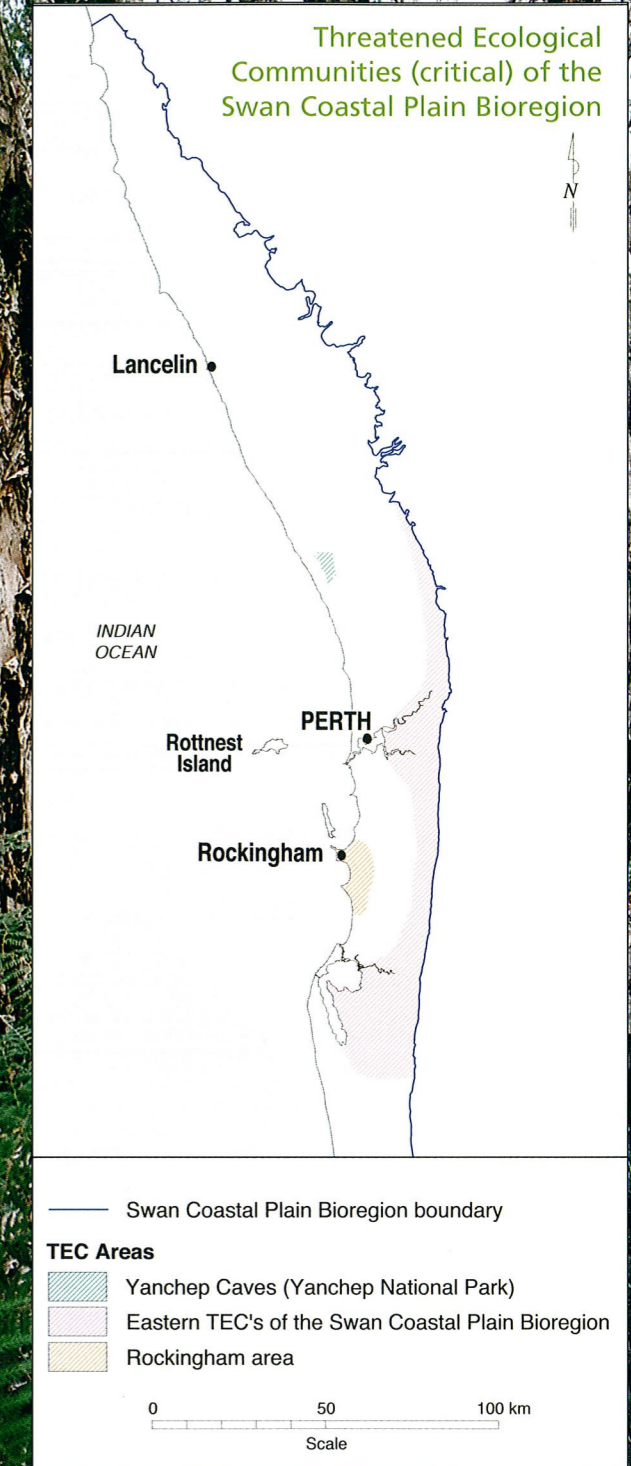 Threatened Ecological
Communities (critical) of the
Swan Coastal Plain Bioregion
N
Lancelin
INDIAN
OCEAN
PERTH
Rottnest
Island
Rockingham
Swan Coastal Plain Bioregion boundary
TEC Areas
Yanchep Caves (Yanchep National Park)
Eastern TEC's of the Swan Coastal Plain Bioregion
Rockingham area
0 50 100 km
Scale